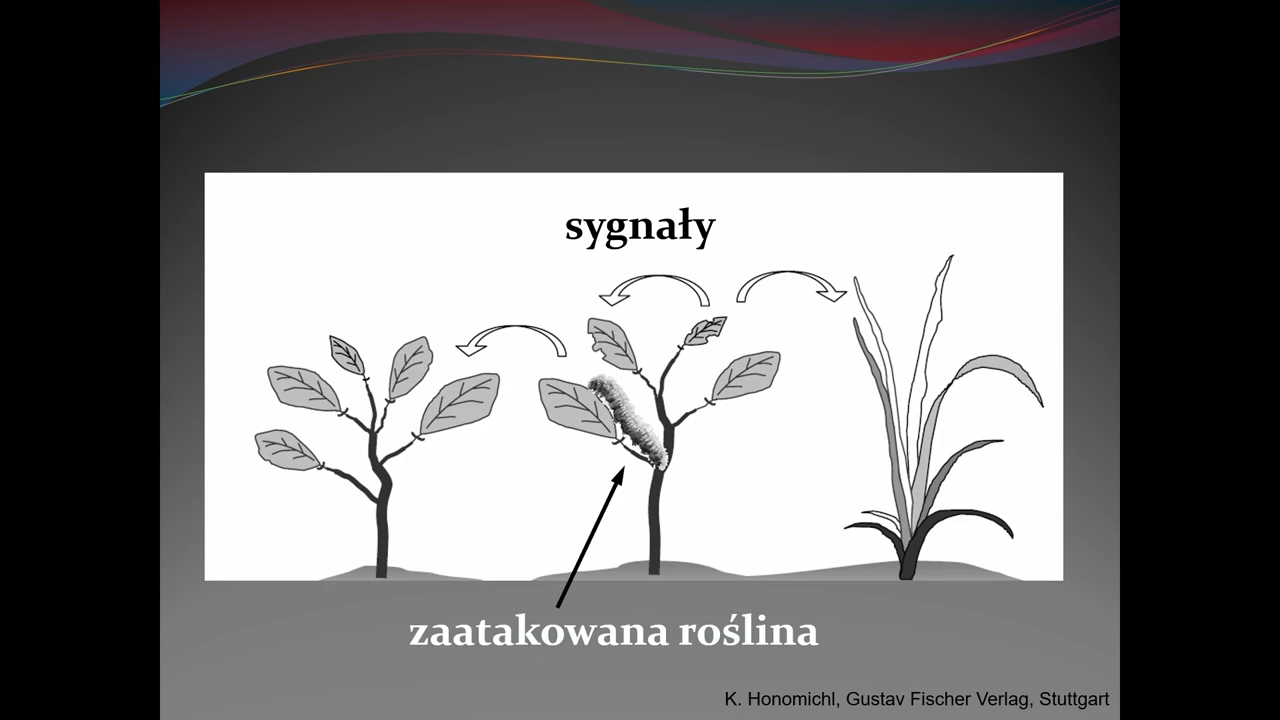 sygnały
zaatakowana roślina
K. Honomichl, Gustav Fischer Verlag, Stuttgart